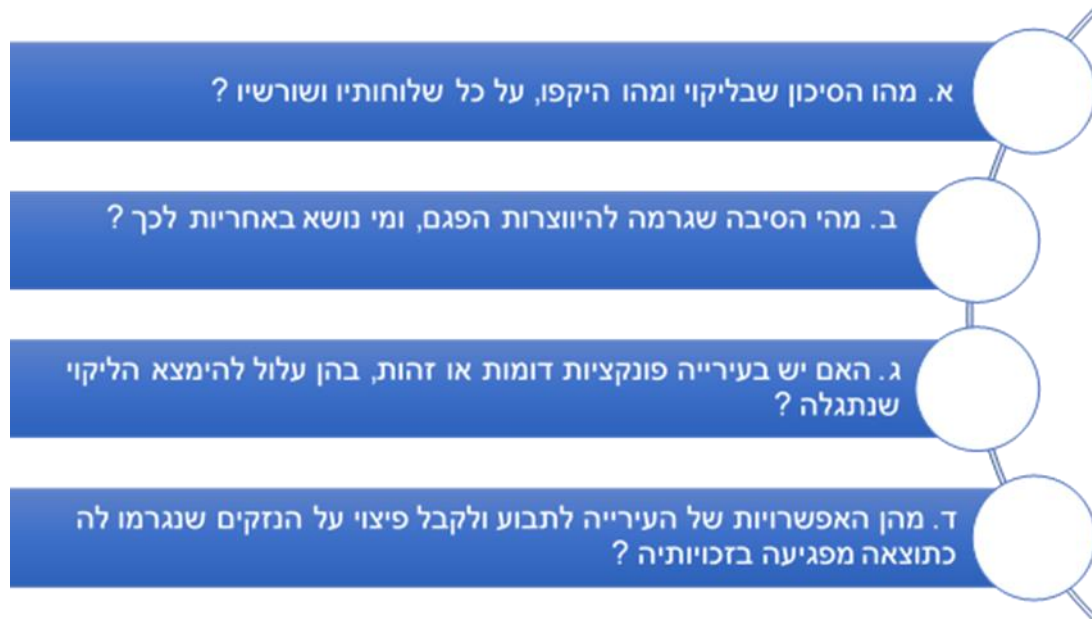 א. מהו הסיכון שבליקוי ומהו היקפו, על כל שלוחותיו ושורשיו ?
ב. מהי הסיבה שגרמה להיווצרות הפגם, ומי נושא באחריות לכך ?
ג. האם יש בעירייה פונקציות דומות או זהות, בהן עלול להימצא הליקוי
שנתגלה ?
ד. מהן האפשרויות של העירייה לתבוע ולקבל פיצוי על הנזקים שנגרמו לה
כתוצאה מפגיעה בזכויותיה ?